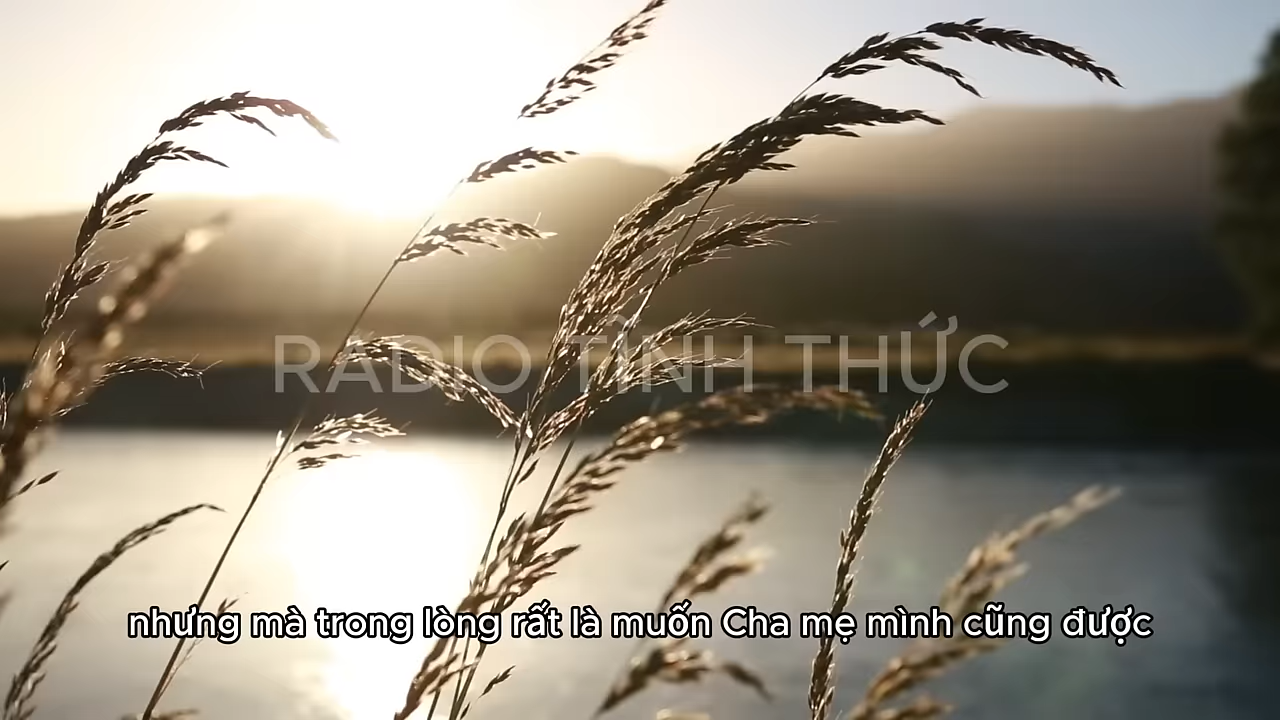 RADIO TỈNH THỨC
nhưng mà trong lòng rất là muốn Cha mẹ mình cũng được